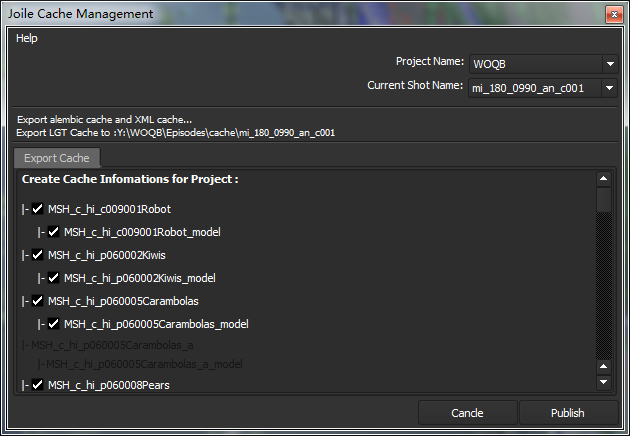 Joile Cache Management
Help
Project Name: WOQB
Current Shot Name: mi_180_0990_an_c001
Export alembic cache and XML cache...
Export LGT Cache to :Y:\WOQB\Episodes\cache\mi_180_0990_an_c001
Export Cache
Create Cache Infomations for Project :
|- MSH_c_hi_c009001Robot
|- MSH_c_hi_c009001Robot_model
|- MSH_c_hi_p060002Kiwis
|- MSH_c_hi_p060002Kiwis_model
|- MSH_c_hi_p060005Carambolas
|- MSH_c_hi_p060005Carambolas_model
|-MSH_c_hi_p060005Carambolas_a
|-MSH_c_hi_p060005Carambolas_a_model
|- MSH_c_hi_p060008Pears
Cancle Publish